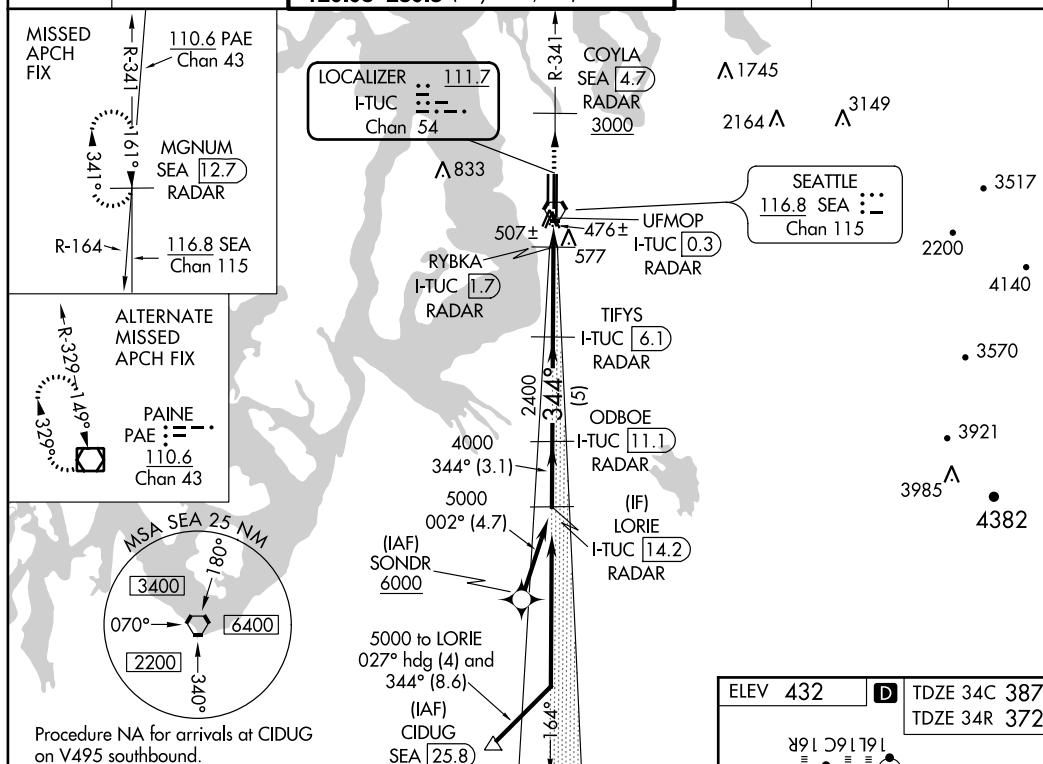 MISSED
APCH
FIX
R-341
110.6 PAE
Chan 43
161°
341°
MGNUM
SEA 12.7
RADAR
R-164
116.8 SEA
Chan 115
ALTERNATE
MISSED
APCH FIX
R-329
149°
329°
PAINE
PAE
110.6
Chan 43
MSA SEA 25 NM
180°
3400
070°
6400
2200
340°
Procedure NA for arrivals at CIDUG
on V495 southbound.
LOCALIZER 111.7
I-TUC
Chan 54
R-341
COYLA
SEA 4.7
RADAR
3000
1745
2164
3149
833
SEATTLE
116.8 SEA
Chan 115
3517
2200
4140
3570
3921
3985
4382
507±
476±
577
UFMOP
I-TUC 0.3
RADAR
RYBKA
I-TUC 1.7
RADAR
TIFYS
I-TUC 6.1
RADAR
2400
344°
(5)
ODBOE
I-TUC 11.1
RADAR
4000
344° (3.1)
5000
002° (4.7)
(IF)
LORIE
I-TUC 14.2
RADAR
(IAF)
SONDR
6000
5000 to LORIE
027° hdg (4) and
344° (8.6)
(IAF)
CIDUG
SEA 25.8
164°
ELEV 432
D
TDZE 34C 387
TDZE 34R 372
16R 16C 16L